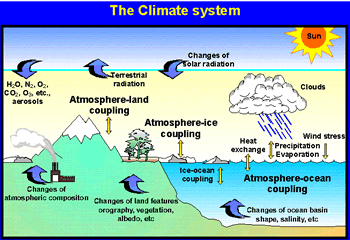 The Climate system
Sun
Changes of
solar radiation
Terrestrial
radiation
H2O, N2, O2,
CO2, O3, etc.,
aerosols
Clouds
Atmosphere-land
coupling
Atmosphere-ice
coupling
Heat
exchange
Wind stress
Precipitation
Evaporation
Ice-ocean
coupling
Atmosphere-ocean
coupling
Changes of
atmospheric compositon
Changes of land features
orography, vegetation,
albedo, etc
Changes of ocean basin
shape, salinity, etc